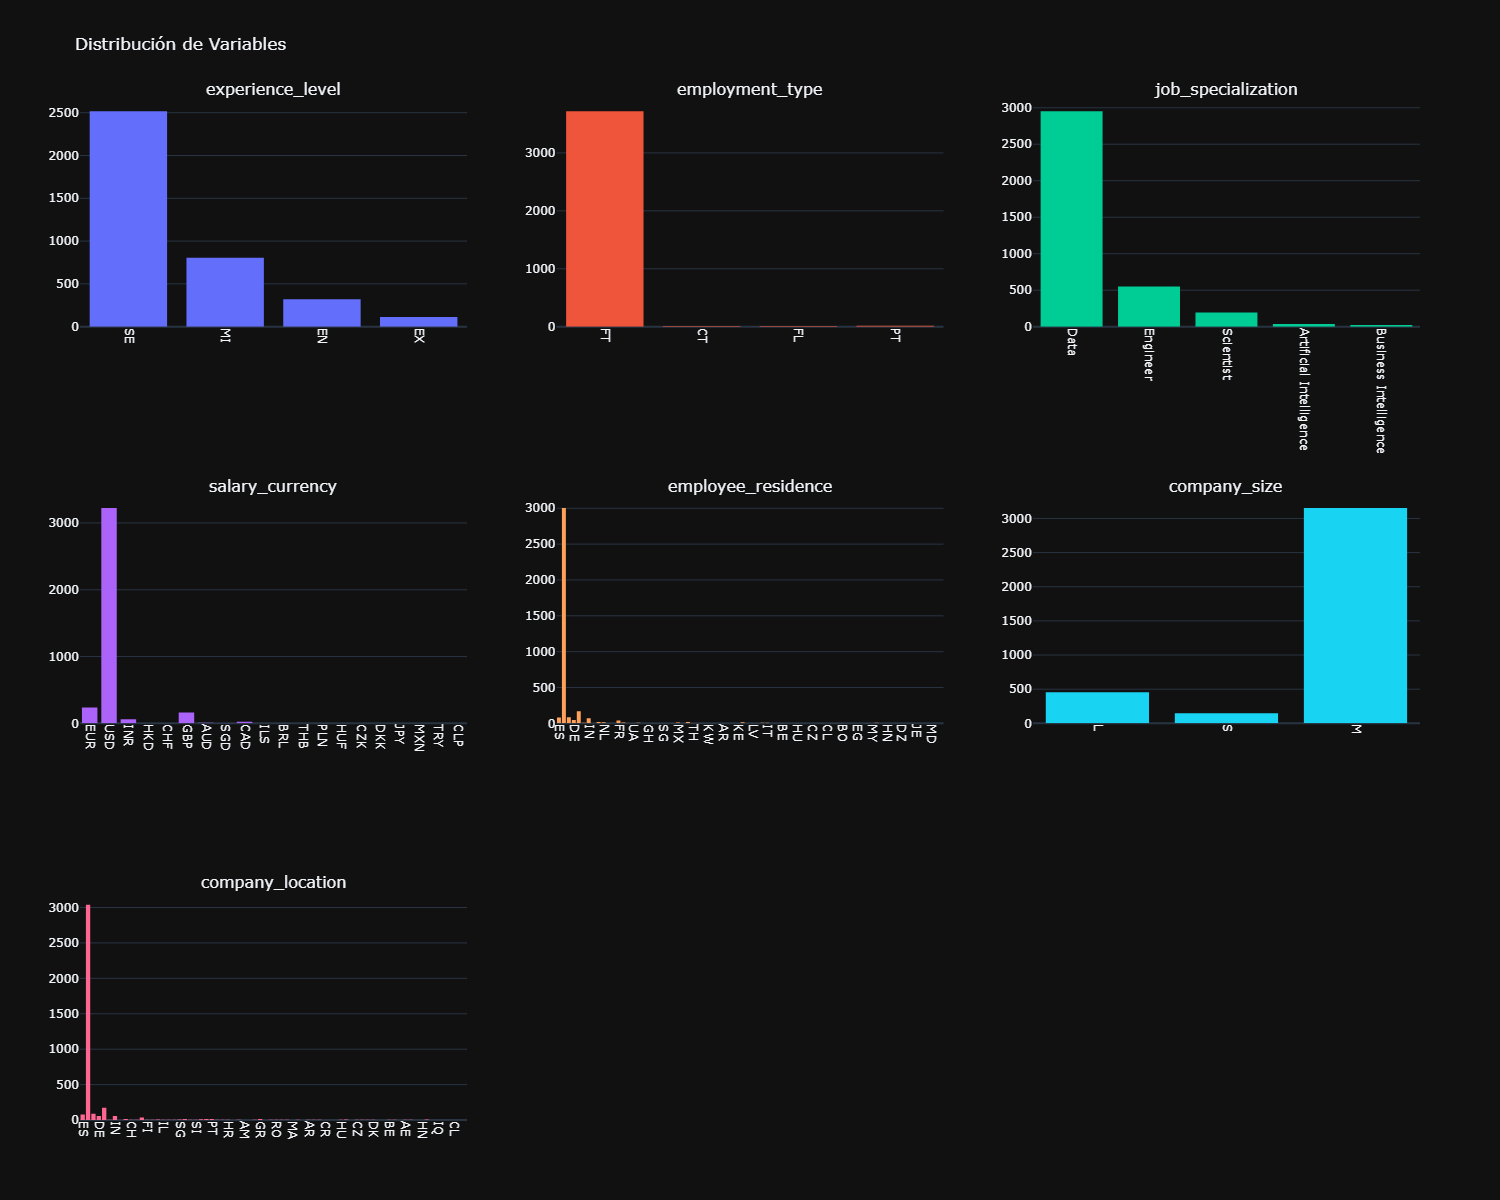 Distribución de Variables
experience_level
2500
2000
1500
1000
500
0
SE
MI
EN
EX
employment_type
3000
2000
1000
0
FT
CT
FL
PT
job_specialization
3000
2500
2000
1500
1000
500
0
Data
Engineer
Scientist
Artificial Intelligence
Business Intelligence
salary_currency
3000
2000
1000
0
EUR
USD
INR
HKD
CHF
GBP
AUD
SGD
CAD
ILS
BRL
THB
PLN
HUF
CZK
DKK
JPY
MXN
TRY
CLP
employee_residence
3000
2500
2000
1500
1000
500
0
ES
DE
IN
NL
FR
UA
GH
SG
MX
TH
KW
AR
KE
LV
IT
BE
HU
CZ
CL
BO
EG
MY
HN
DZ
JE
MD
company_size
3000
2500
2000
1500
1000
500
0
L
S
M
company_location
3000
2500
2000
1500
1000
500
0
ES
DE
IN
CH
FI
IL
SG
SI
PT
HR
AM
GR
RO
MA
AR
CR
HU
CZ
DK
BE
AE
HN
IQ
CL